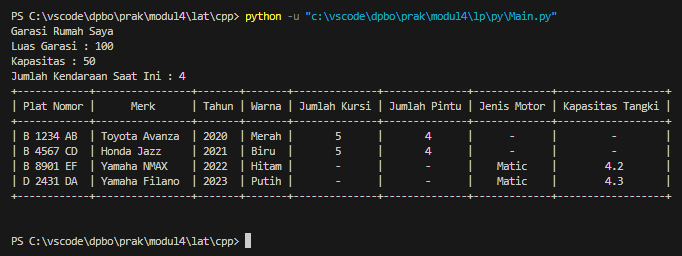 PS C:\vscode\dpbo\prak\modul4\lat\cpp> python -u "c:\vscode\dpbo\prak\modul4\lp\py\Main.py"
Garasi Rumah Saya
Luas Garasi : 100
Kapasitas : 50
Jumlah Kendaraan Saat Ini : 4
+------------+----------------+-------+-------+--------------+--------------+-------------+------------------+
| Plat Nomor |      Merk      | Tahun | Warna | Jumlah Kursi | Jumlah Pintu | Jenis Motor | Kapasitas Tangki |
+------------+----------------+-------+-------+--------------+--------------+-------------+------------------+
| B 1234 AB  | Toyota Avanza  | 2020  | Merah |      5       |      4       |      -      |        -         |
| B 4567 CD  | Honda Jazz     | 2021  | Biru  |      5       |      4       |      -      |        -         |
| B 8901 EF  | Yamaha NMAX    | 2022  | Hitam |      -       |      -       |    Matic    |       4.2        |
| D 2431 DA  | Yamaha Filano  | 2023  | Putih |      -       |      -       |    Matic    |       4.3        |
+------------+----------------+-------+-------+--------------+--------------+-------------+------------------+
PS C:\vscode\dpbo\prak\modul4\lat\cpp>